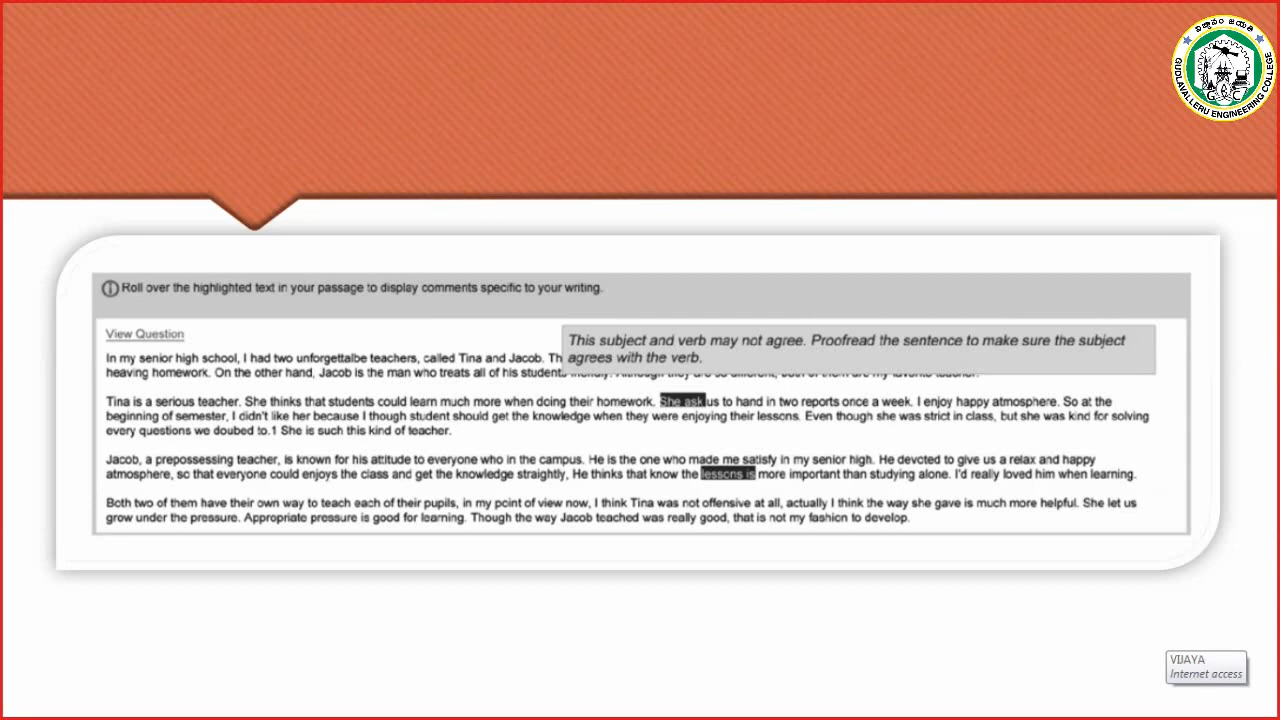 విజ్ఞానం జయతి
GUDLAVALLERU ENGINEERING COLLEGE
G C
Roll over the highlighted text in your passage to display comments specific to your writing.
View Question
This subject and verb may not agree. Proofread the sentence to make sure the subject
agrees with the verb.
In my senior high school, I had two unforgettalbe teachers, called Tina and Jacob. Th
heaving homework. On the other hand, Jacob is the man who treats all of his students
Tina is a serious teacher. She thinks that students could learn much more when doing their homework. She ask us to hand in two reports once a week. I enjoy happy atmosphere. So at the
beginning of semester, I didn't like her because I though student should get the knowledge when they were enjoying their lessons. Even though she was strict in class, but she was kind for solving
every questions we doubed to.1 She is such this kind of teacher.
Jacob, a prepossessing teacher, is known for his attitude to everyone who in the campus. He is the one who made me satisfy in my senior high. He devoted to give us a relax and happy
atmosphere, so that everyone could enjoys the class and get the knowledge straightly, He thinks that know the lessons is more important than studying alone. I'd really loved him when learning.
Both two of them have their own way to teach each of their pupils, in my point of view now, I think Tina was not offensive at all, actually I think the way she gave is much more helpful. She let us
grow under the pressure. Appropriate pressure is good for learning. Though the way Jacob teached was really good, that is not my fashion to develop.
VIJAYA
Internet access